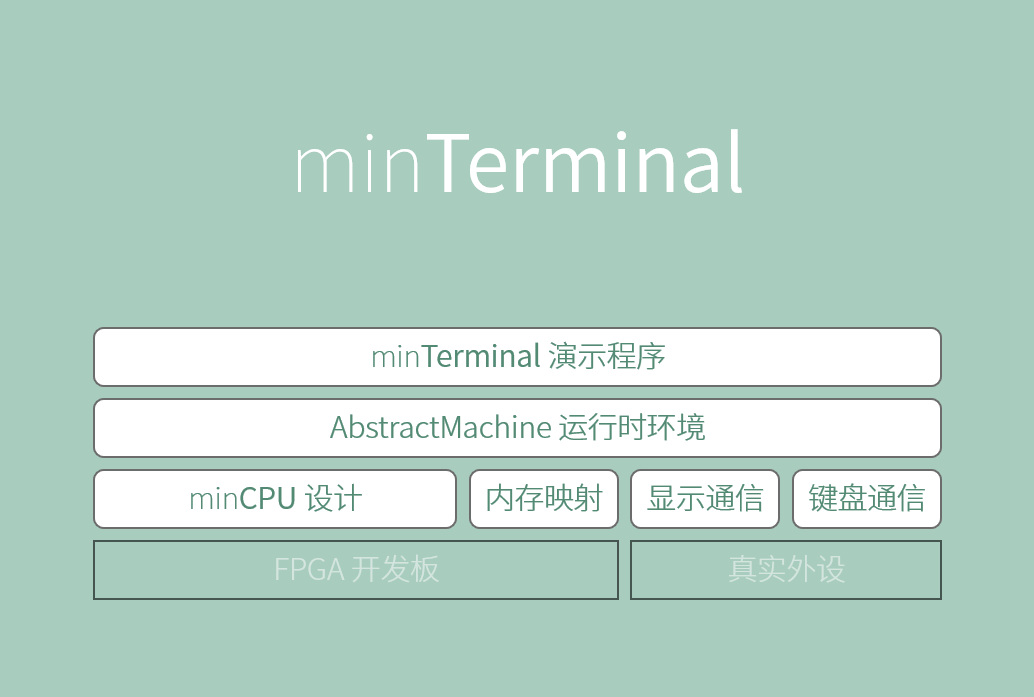 minTerminal
minTerminal 演示程序
AbstractMachine 运行时环境
minCPU 设计
内存映射
显示通信
键盘通信
FPGA 开发板
真实外设